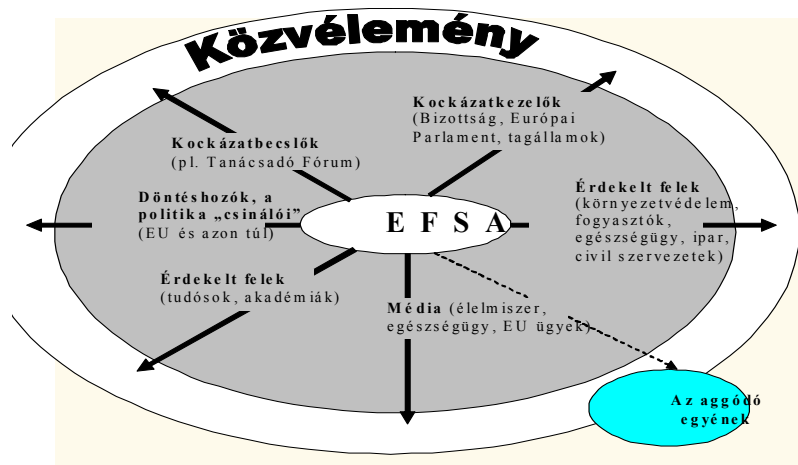 Közvélemény
Kockázatkezelők
(Bizottság, Európai
Parlament, tagállamok)
Kockázatbecslők
(pl. Tanácsadó Fórum)
Döntéshozók, a
politika „csinálói”
(EU és azon túl)
EFSA
Érdekelt felek
(környezetvédelem,
fogyasztók,
egészségügy, ipar,
civil szervezetek)
Érdekelt felek
(tudósok, akadémiák)
Média (élelmiszer,
egészségügy, EU ügyek)
Az aggódó
egyének